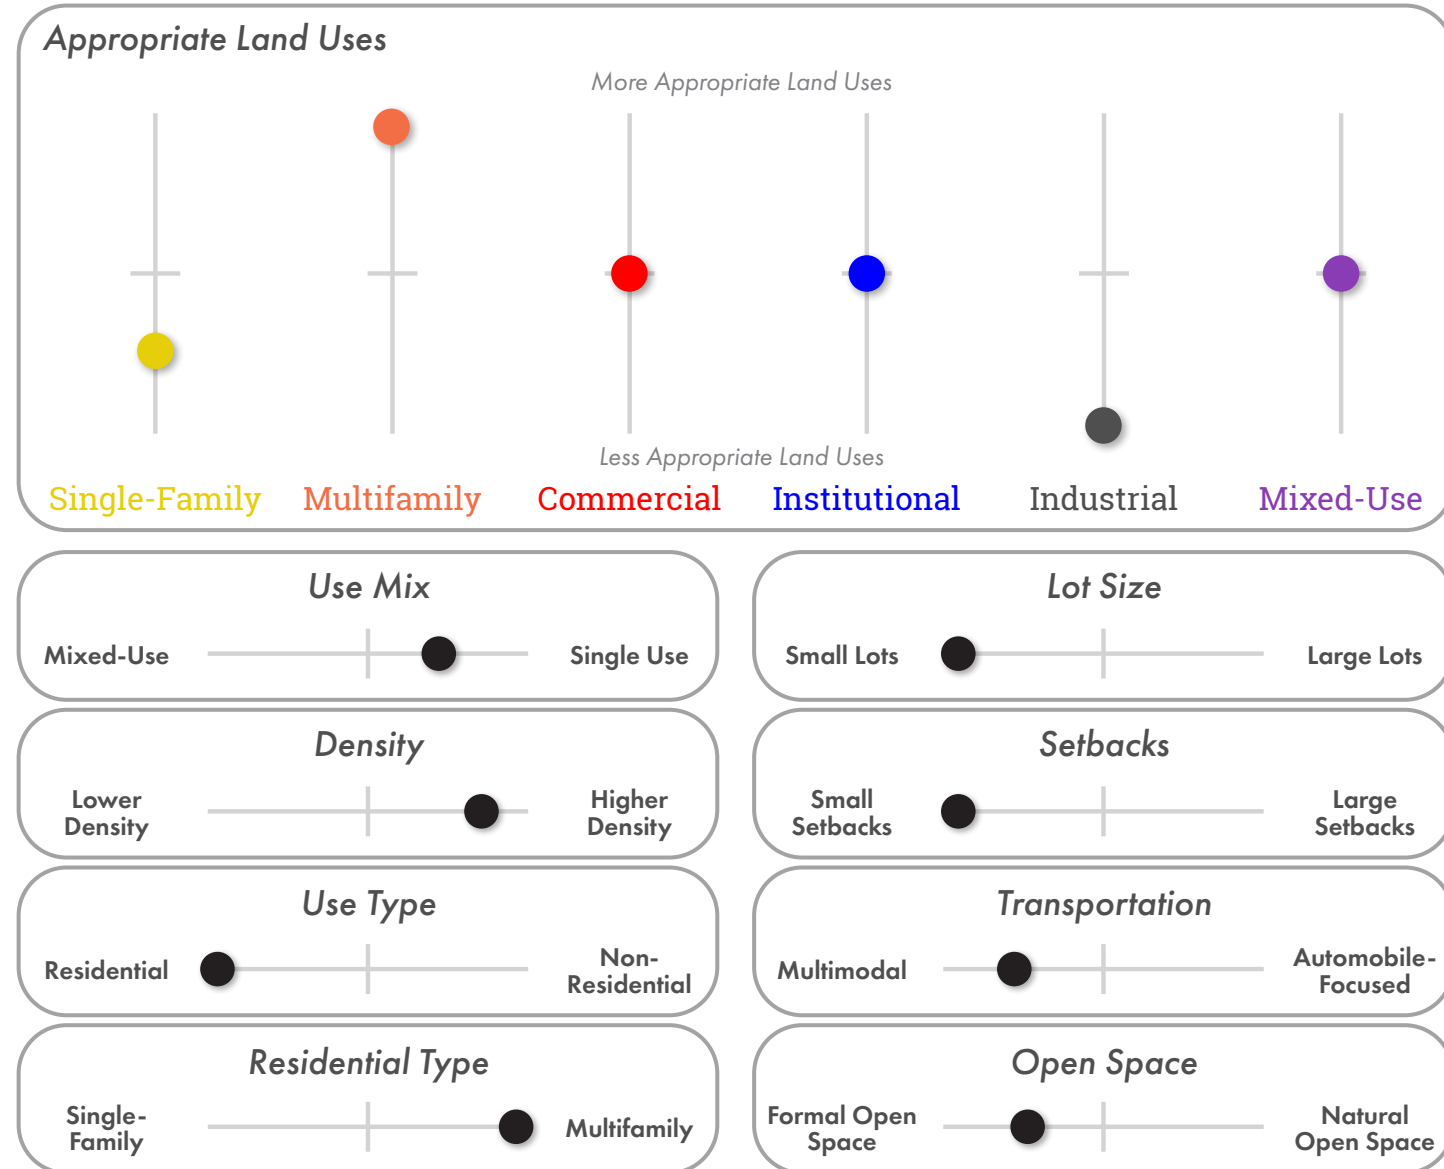 Appropriate Land Uses
More Appropriate Land Uses
Less Appropriate Land Uses
Single-Family
Multifamily
Commercial
Institutional
Industrial
Mixed-Use
Use Mix
Mixed-Use
Single Use
Lot Size
Small Lots
Large Lots
Density
Lower
Density
Higher
Density
Setbacks
Small
Setbacks
Large
Setbacks
Use Type
Residential
Non-
Residential
Transportation
Multimodal
Automobile-
Focused
Residential Type
Single-
Family
Multifamily
Open Space
Formal Open
Space
Natural
Open Space